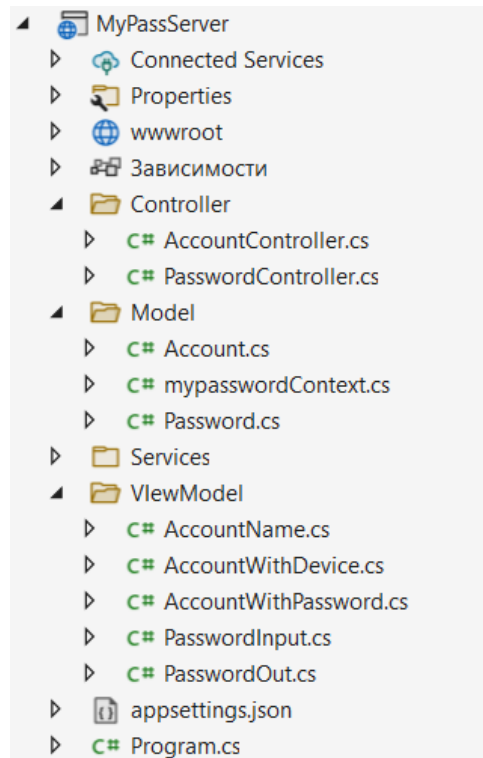 MyPassServer
Connected Services
Properties
wwwroot
Зависимости
Controller
C# AccountController.cs
C# PasswordController.cs
Model
C# Account.cs
C# mypasswordContext.cs
C# Password.cs
Services
VIewModel
C# AccountName.cs
C# AccountWithDevice.cs
C# AccountWithPassword.cs
C# PasswordInput.cs
C# PasswordOut.cs
appsettings.json
C# Program.cs